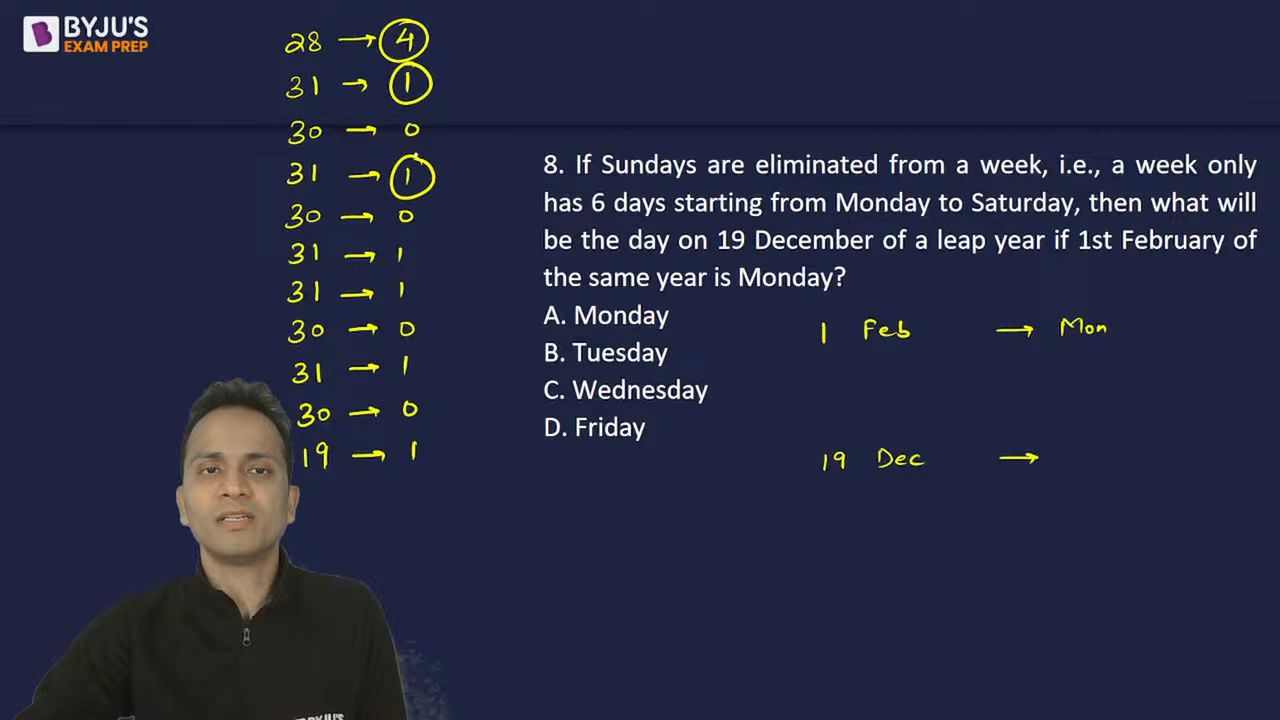 BYJU'S
EXAM PREP
28 → 4
31 → 1
30 → 0
31 → 1
30 → 0
31 → 1
31 → 1
30 → 0
31 → 1
30 → 0
19 → 1
8. If Sundays are eliminated from a week, i.e., a week only
has 6 days starting from Monday to Saturday, then what will
be the day on 19 December of a leap year if 1st February of
the same year is Monday?
A. Monday
B. Tuesday
C. Wednesday
D. Friday
1 Feb → Mon
19 Dec →